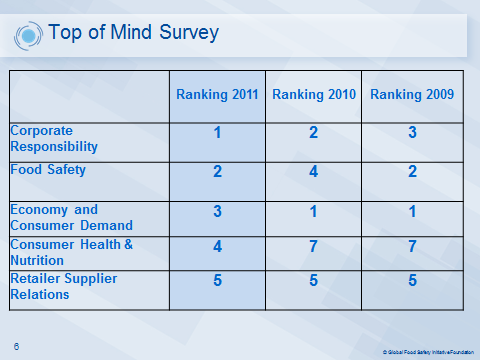 Top of Mind Survey
Ranking 2011 Ranking 2010 Ranking 2009
Corporate
Responsibility 1 2 3
Food Safety 2 4 2
Economy and
Consumer Demand 3 1 1
Consumer Health &
Nutrition 4 7 7
Retailer Supplier
Relations 5 5 5
6
© Global Food Safety Initiative Foundation